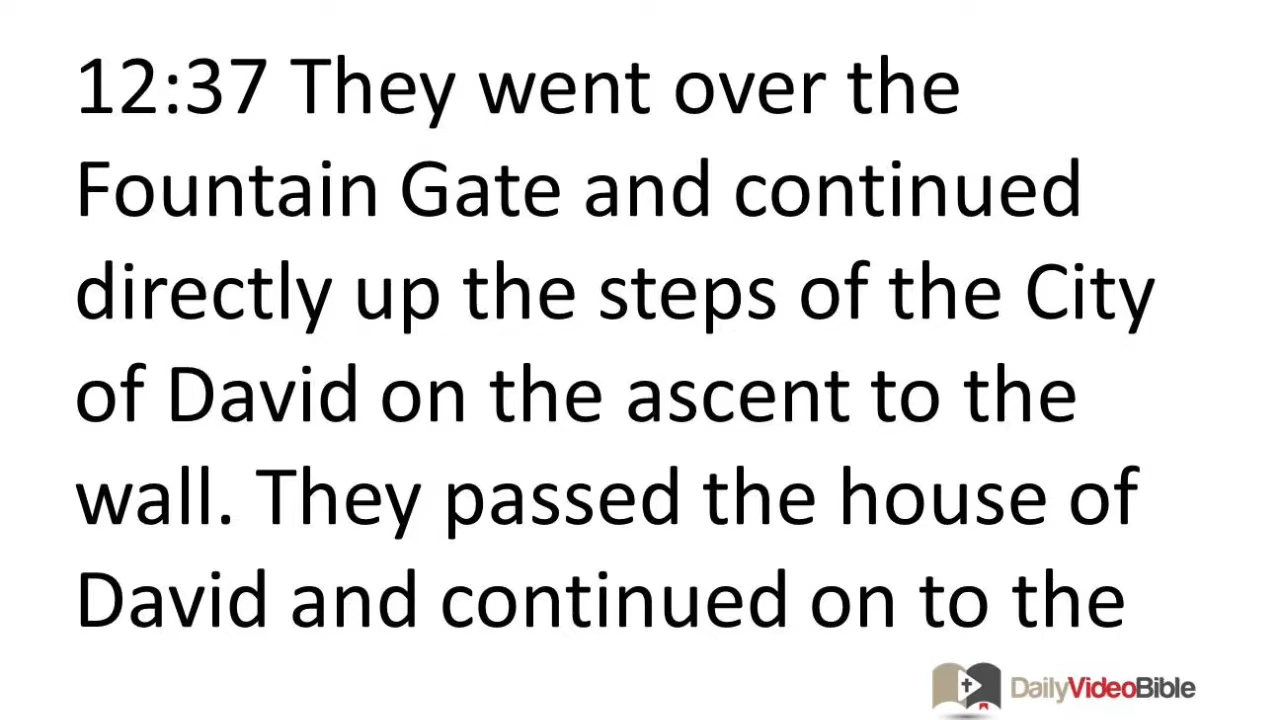 12:37 They went over the
Fountain Gate and continued
directly up the steps of the City
of David on the ascent to the
wall. They passed the house of
David and continued on to the
DailyVideoBible